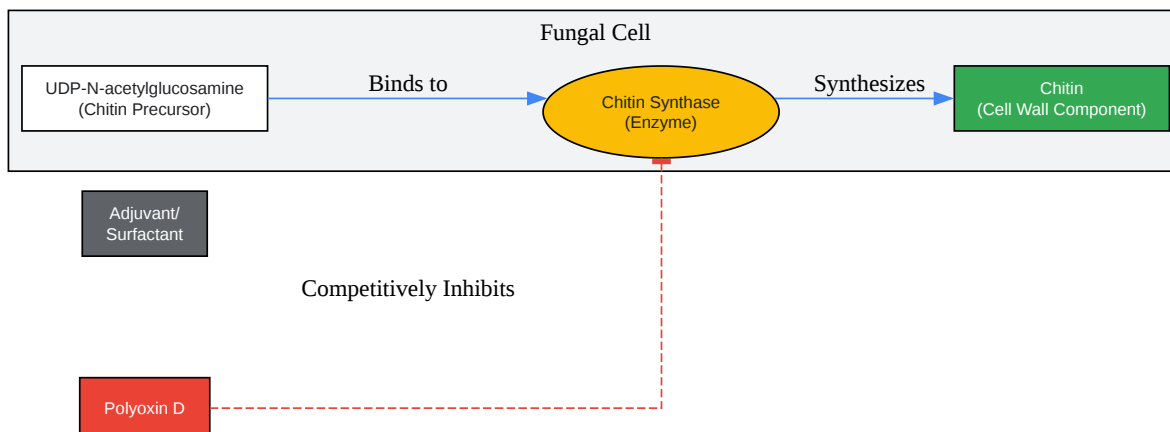 Fungal Cell
UDP-N-acetylglucosamine
(Chitin Precursor)
Binds to
Chitin Synthase
(Enzyme)
Synthesizes
Chitin
(Cell Wall Component)
Adjuvant/
Surfactant
Competitively Inhibits
Polyoxin D